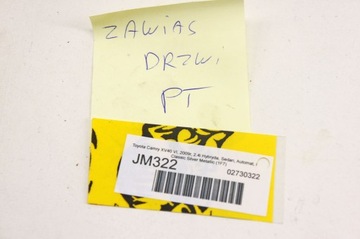 ZAWIAS
DRZWI
PT
Toyota Camry XV40 VI, 2009r, 2.4i Hybryda, Sedan, Automat, I
Classic Silver Metallic (1F7)
JM322
02730322